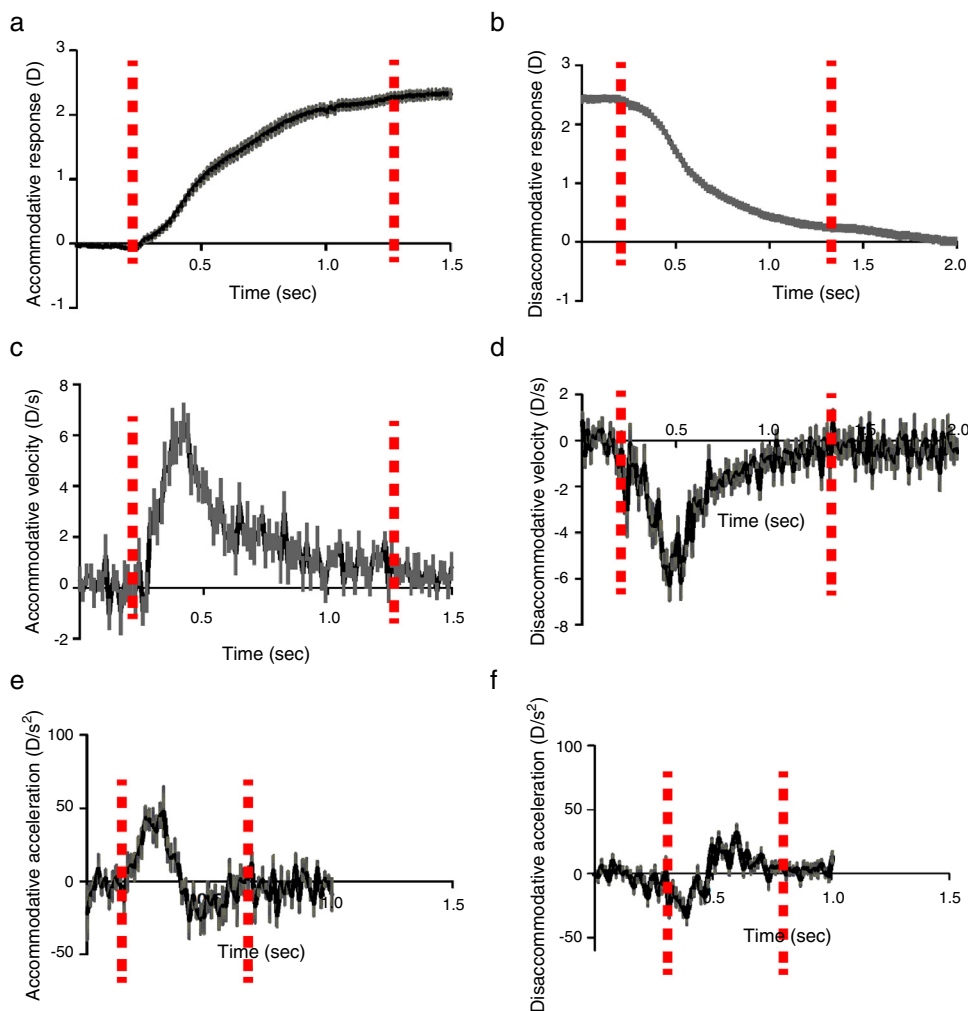 a
Accommodative response (D)
3
2
1
0
-1
0.5
1.0
1.5
Time (sec)
b
Disaccommodative response (D)
3
2
1
0
-1
0.5
1.0
1.5
2.0
Time (sec)
c
Accommodative velocity (D/s)
8
6
4
2
0
-2
0.5
1.0
1.5
Time (sec)
d
Disaccommodative velocity (D/s)
2
0
-2
-4
-6
-8
0.5
1.0
1.5
2.0
Time (sec)
e
Accommodative acceleration (D/s²)
100
50
0
-50
0.5
1.0
1.5
Time (sec)
f
Disaccommodative acceleration (D/s²)
100
50
0
-50
0.5
1.0
1.5
Time (sec)